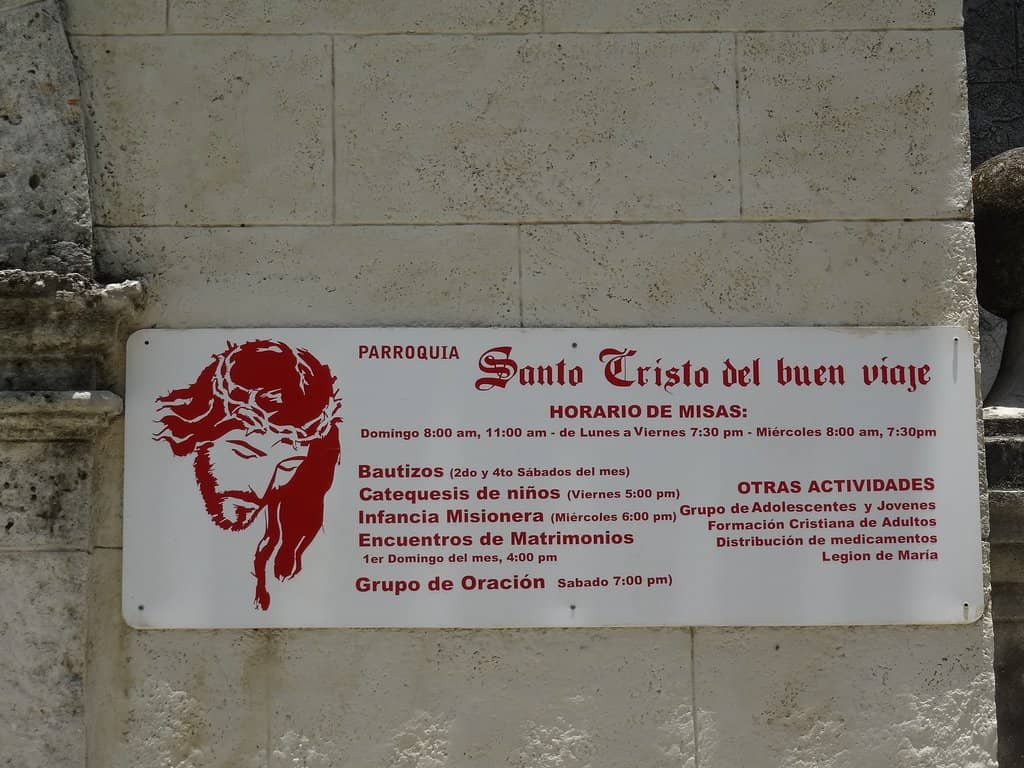 PARROQUIA Santo Cristo del buen viaje
HORARIO DE MISAS:
Domingo 8:00 am, 11:00 am - de Lunes a Viernes 7:30 pm - Miércoles 8:00 am, 7:30pm
Bautizos (2do y 4to Sábados del mes)
Catequesis de niños (Viernes 5:00 pm)
Infancia Misionera (Miércoles 6:00 pm)
Encuentros de Matrimonios
1er Domingo del mes, 4:00 pm
Grupo de Oración Sabado 7:00 pm)
OTRAS ACTIVIDADES
Grupo de Adolescentes y Jovenes
Formación Cristiana de Adultos
Distribución de medicamentos
Legion de María